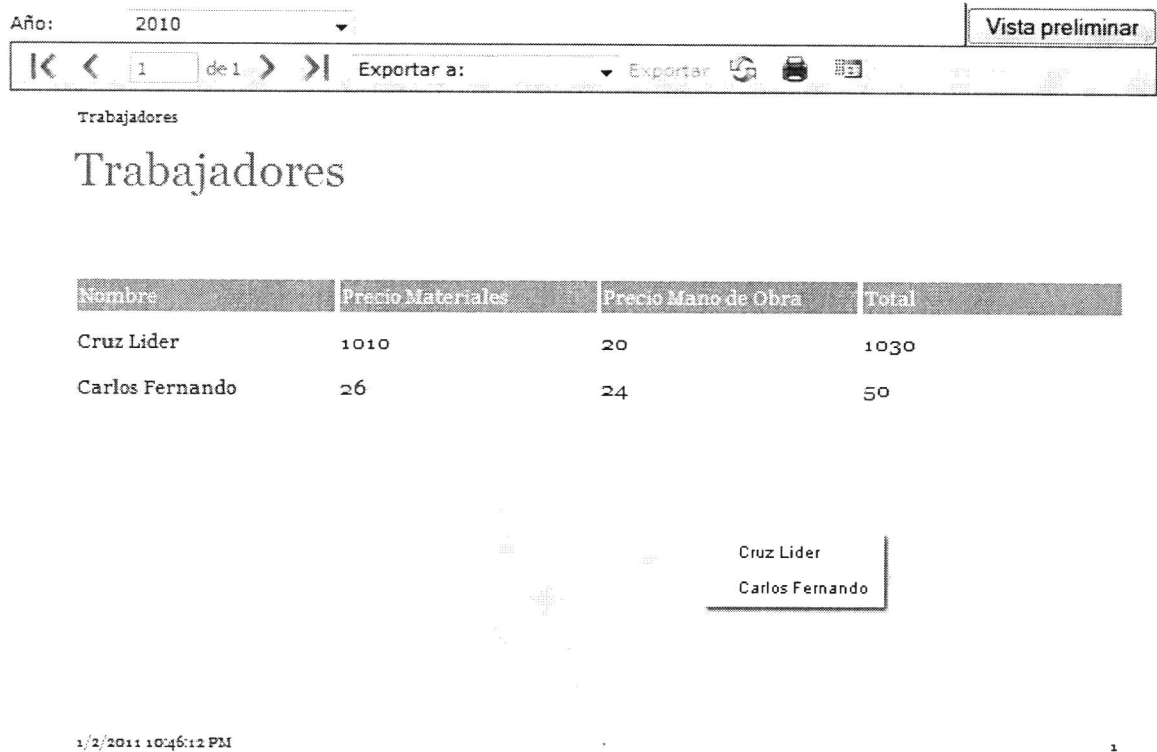 Año: 2010 Vista preliminar
1 de 1 Exportar a: Exportar
Trabajadores
Trabajadores
Nombre Precio Materiales Precio Mano de Obra Total
Cruz Lider 1010 20 1030
Carlos Fernando 26 24 50
Cruz Lider
Carlos Fernando
1/2/2011 10:46:12 PM 1